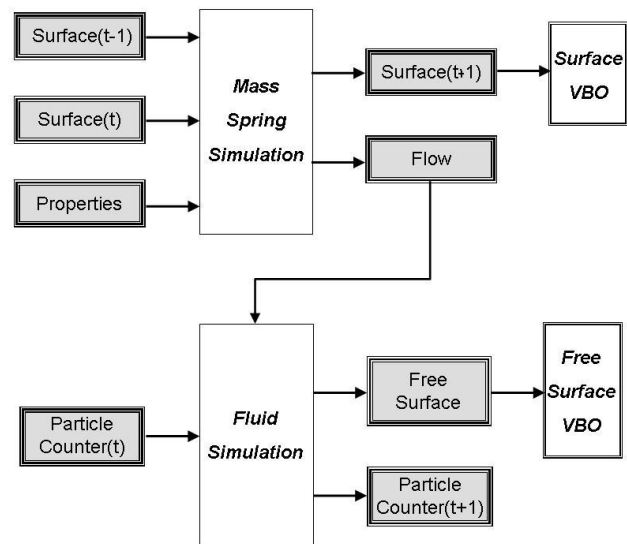 Surface(t-1)
Surface(t)
Properties
Mass
Spring
Simulation
Surface(t+1)
Flow
Surface
VBO
Particle
Counter(t)
Fluid
Simulation
Free
Surface
Particle
Counter(t+1)
Free
Surface
VBO